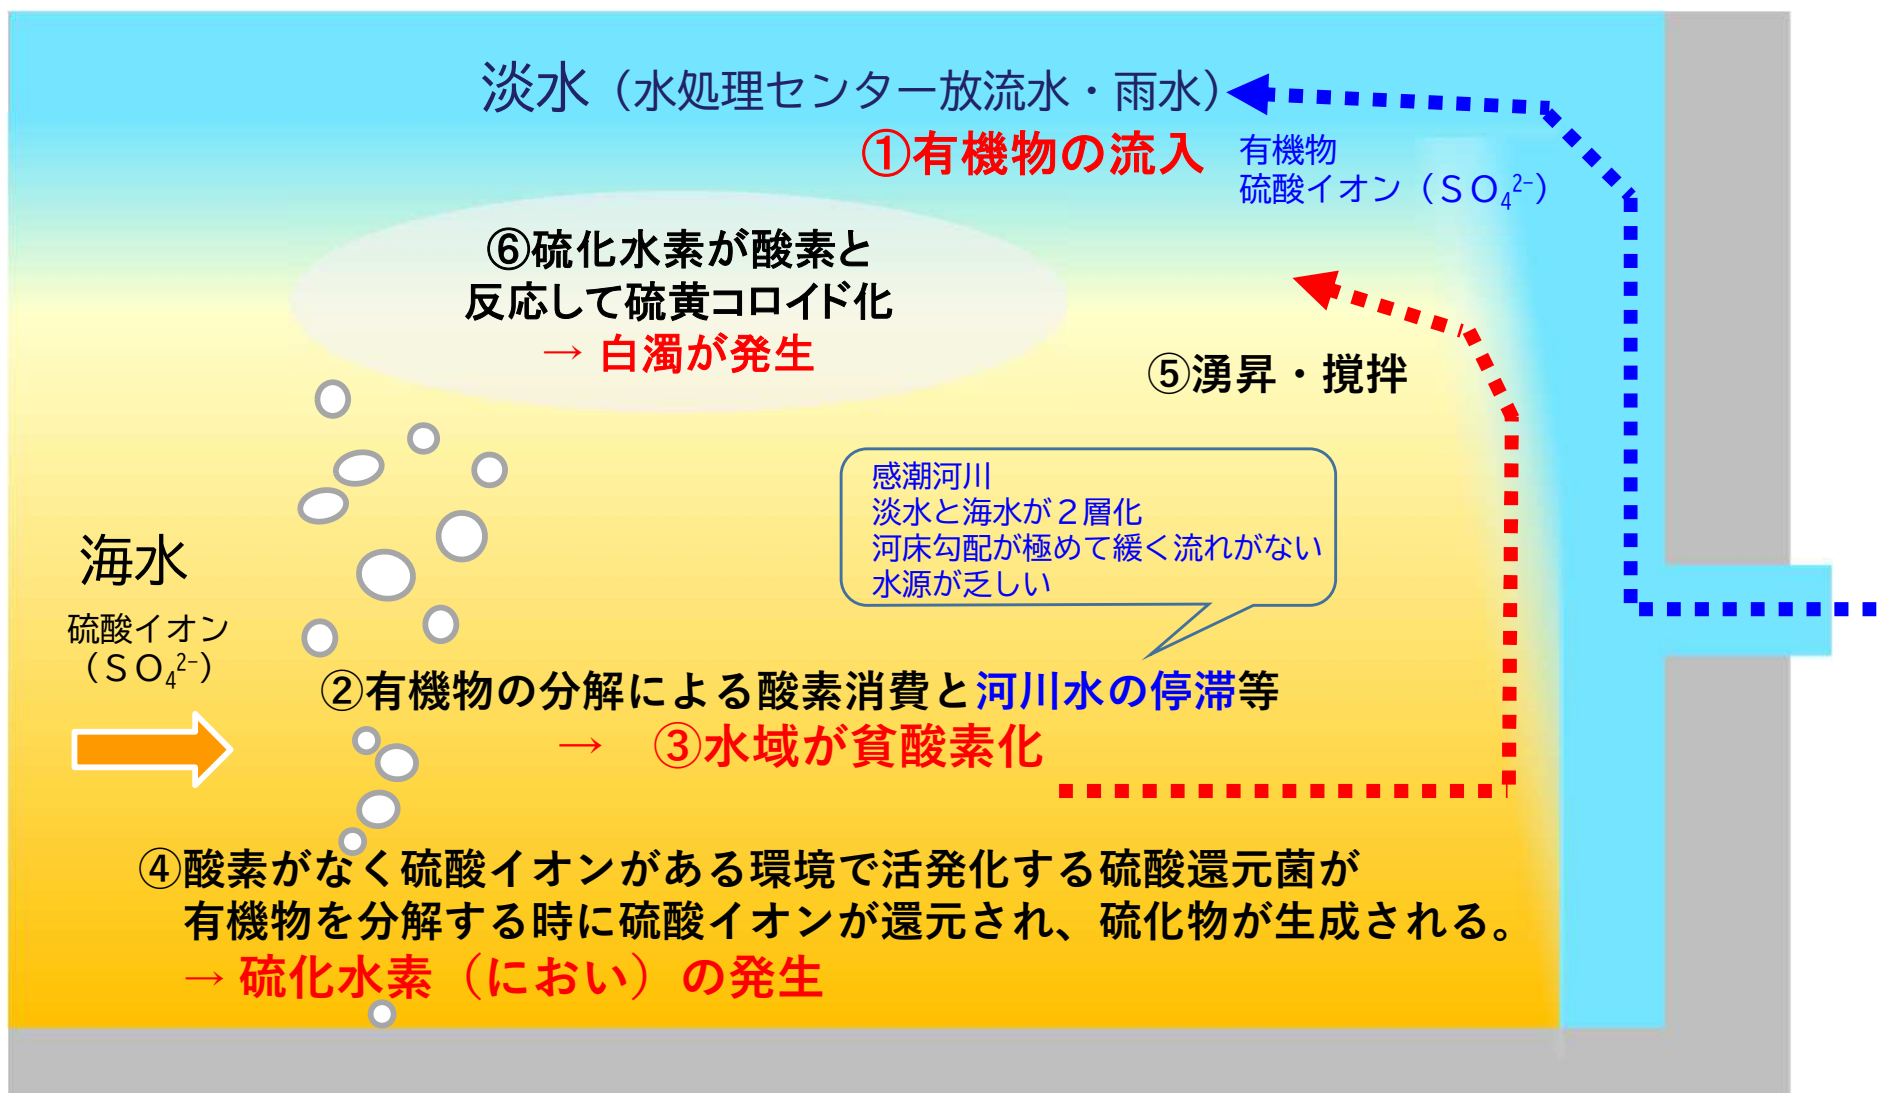 淡水（水処理センター放流水・雨水）
①有機物の流入
有機物
硫酸イオン（ＳＯ₄²⁻）
⑥硫化水素が酸素と
反応して硫黄コロイド化
→ 白濁が発生
⑤湧昇・撹拌
感潮河川
淡水と海水が２層化
河床勾配が極めて緩く流れがない
水源が乏しい
海水
硫酸イオン
（ＳＯ₄²⁻）
②有機物の分解による酸素消費と河川水の停滞等
→ ③水域が貧酸素化
④酸素がなく硫酸イオンがある環境で活発化する硫酸還元菌が
有機物を分解する時に硫酸イオンが還元され、硫化物が生成される。
→ 硫化水素（におい）の発生